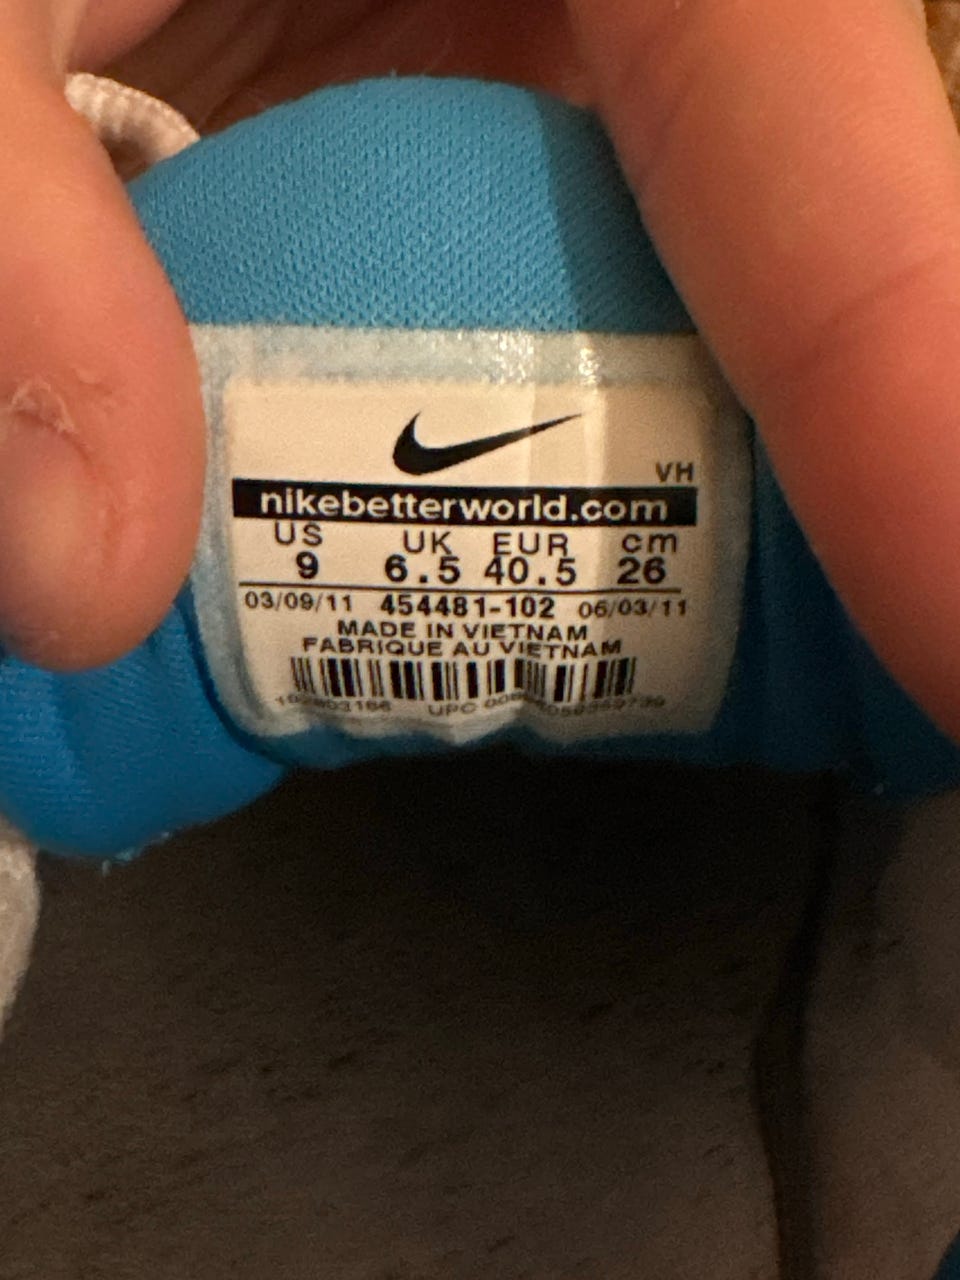 VH
nikebetterworld.com
US UK EUR cm
9 6.5 40.5 26
03/09/11 454481-102 06/03/11
MADE IN VIETNAM
FABRIQUE AU VIETNAM
UPC